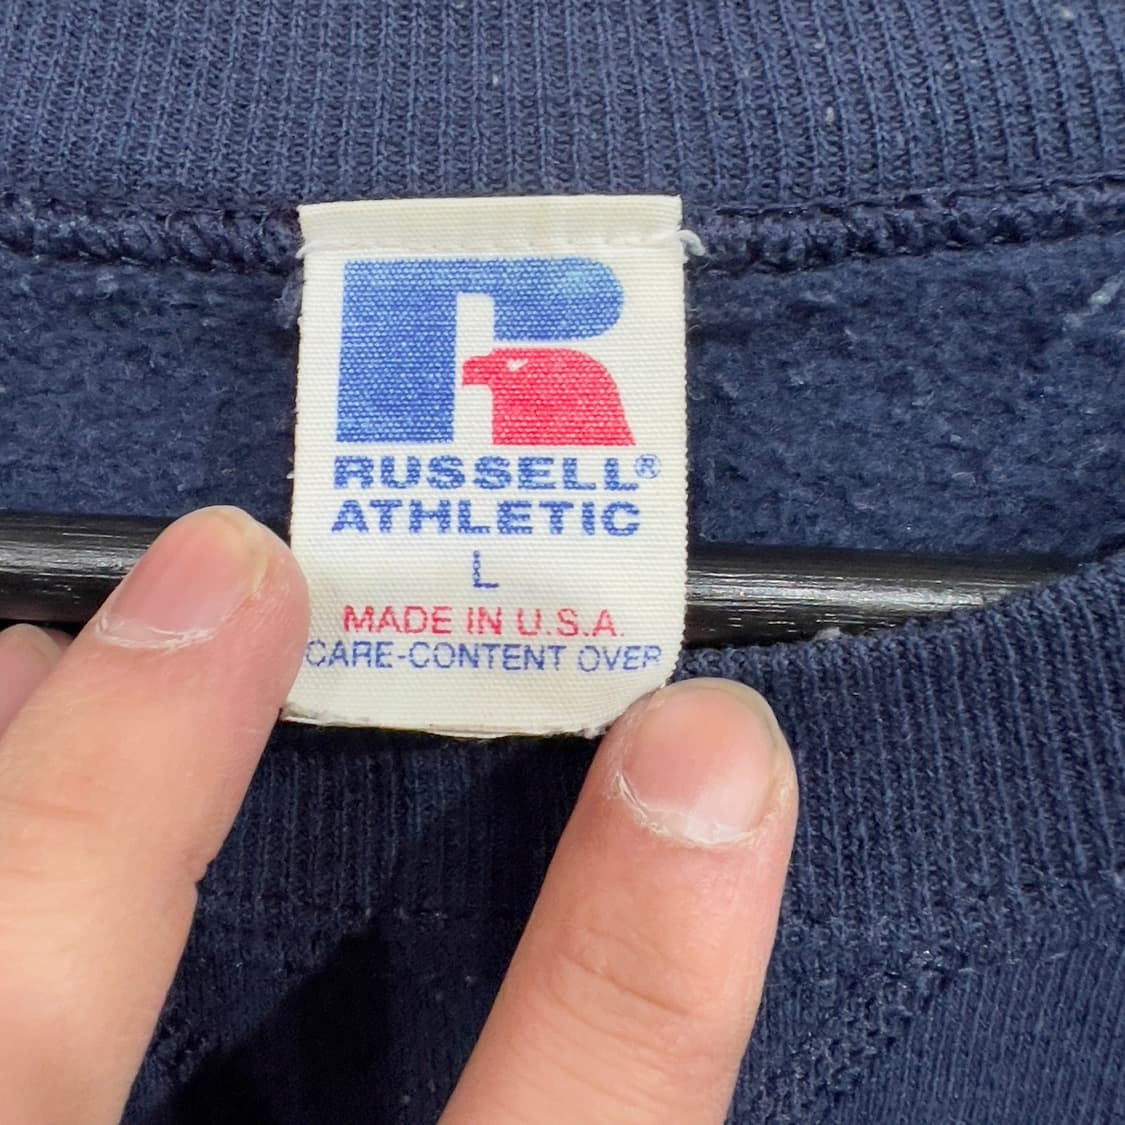 RUSSELL®
ATHLETIC
L
MADE IN U.S.A.
CARE-CONTENT OVER